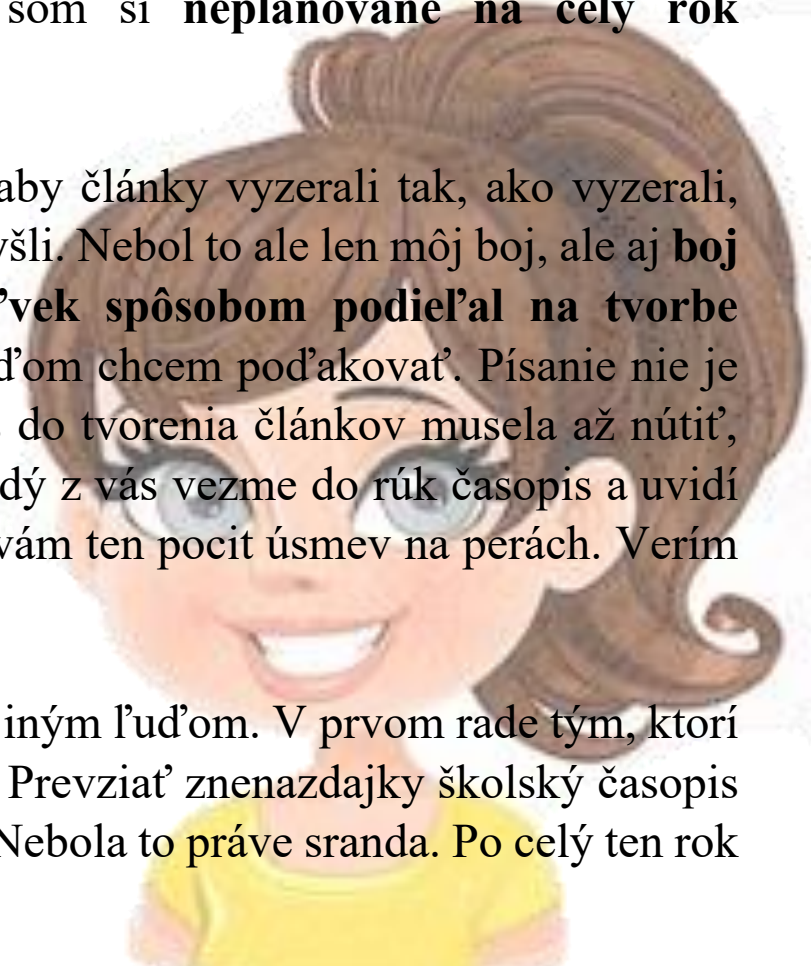 som si neplánované na celý rok
aby články vyzerali tak, ako vyzerali,
yšli. Nebol to ale len môj boj, ale aj boj
ľvek spôsobom podieľal na tvorbe
ďom chcem poďakovať. Písanie nie je
do tvorenia článkov musela až nútiť,
dý z vás vezme do rúk časopis a uvidí
vám ten pocit úsmev na perách. Verím
iným ľuďom. V prvom rade tým, ktorí
Prevziať znenazdajky školský časopis
Nebola to práve sranda. Po celý ten rok